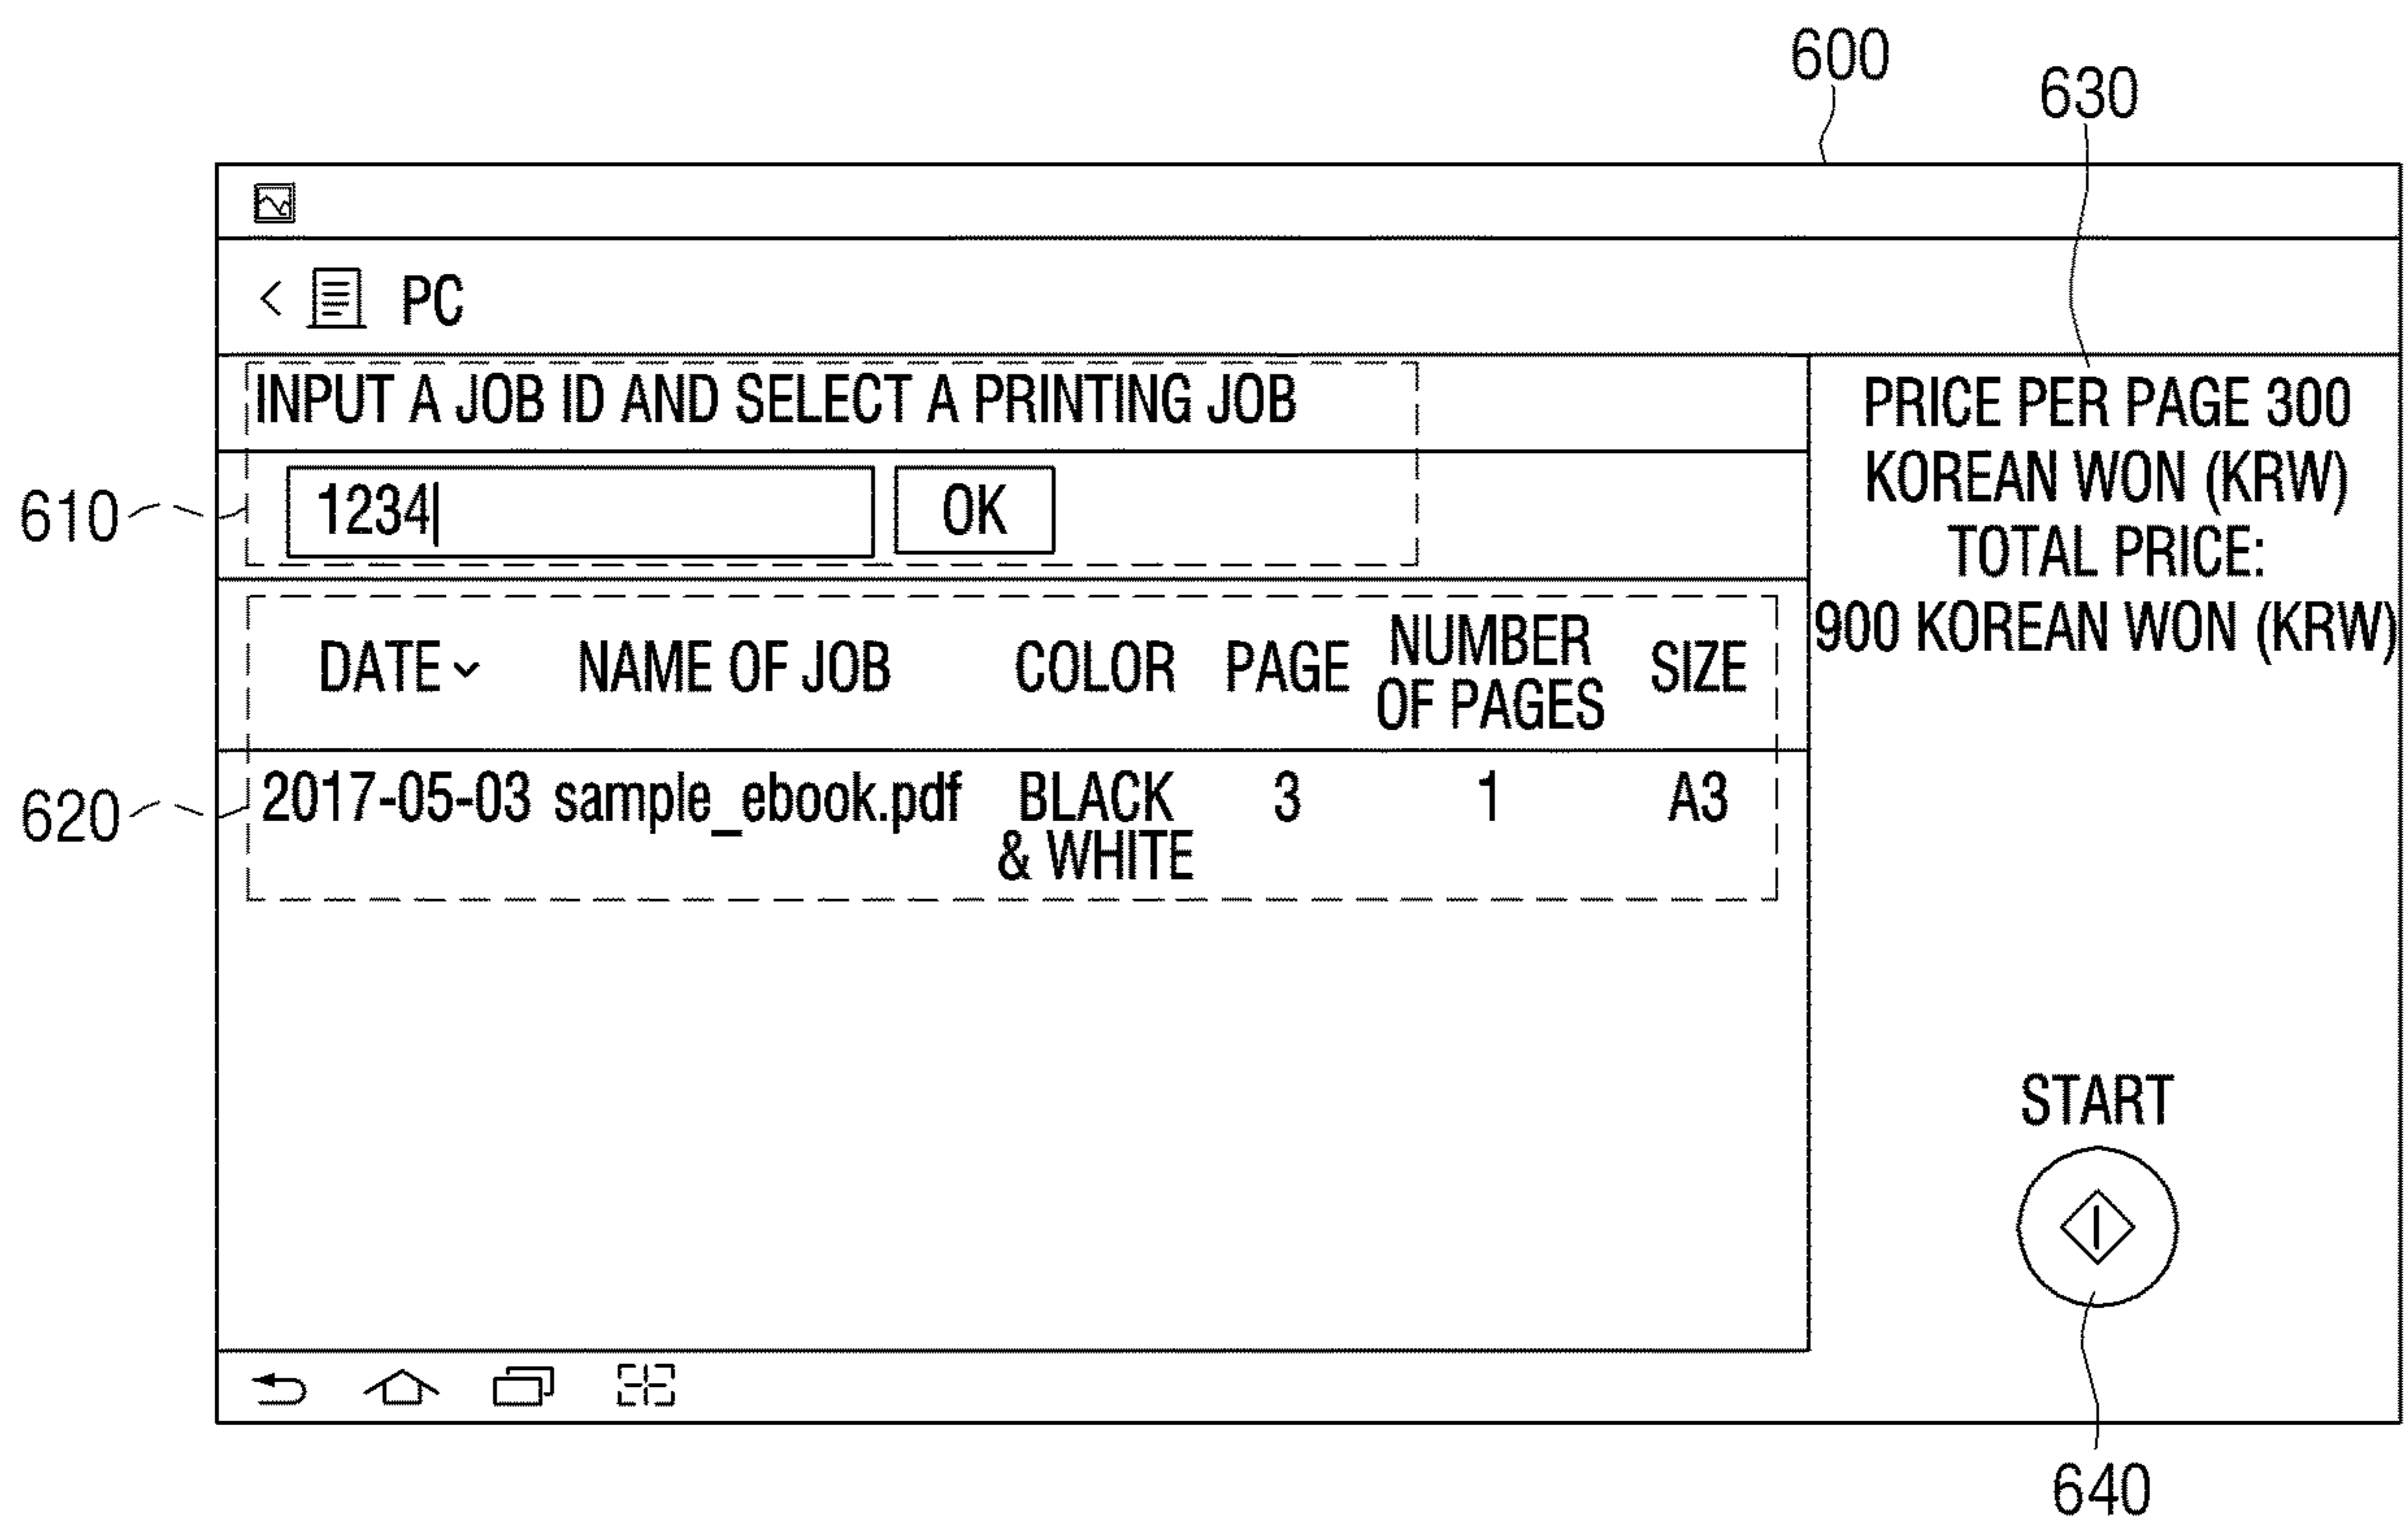 600
630
PC
INPUT A JOB ID AND SELECT A PRINTING JOB
610
1234
OK
PRICE PER PAGE 300
KOREAN WON (KRW)
TOTAL PRICE:
900 KOREAN WON (KRW)
DATE NAME OF JOB COLOR PAGE NUMBER OF PAGES SIZE
620
2017-05-03 sample_ebook.pdf BLACK & WHITE 3 1 A3
START
640